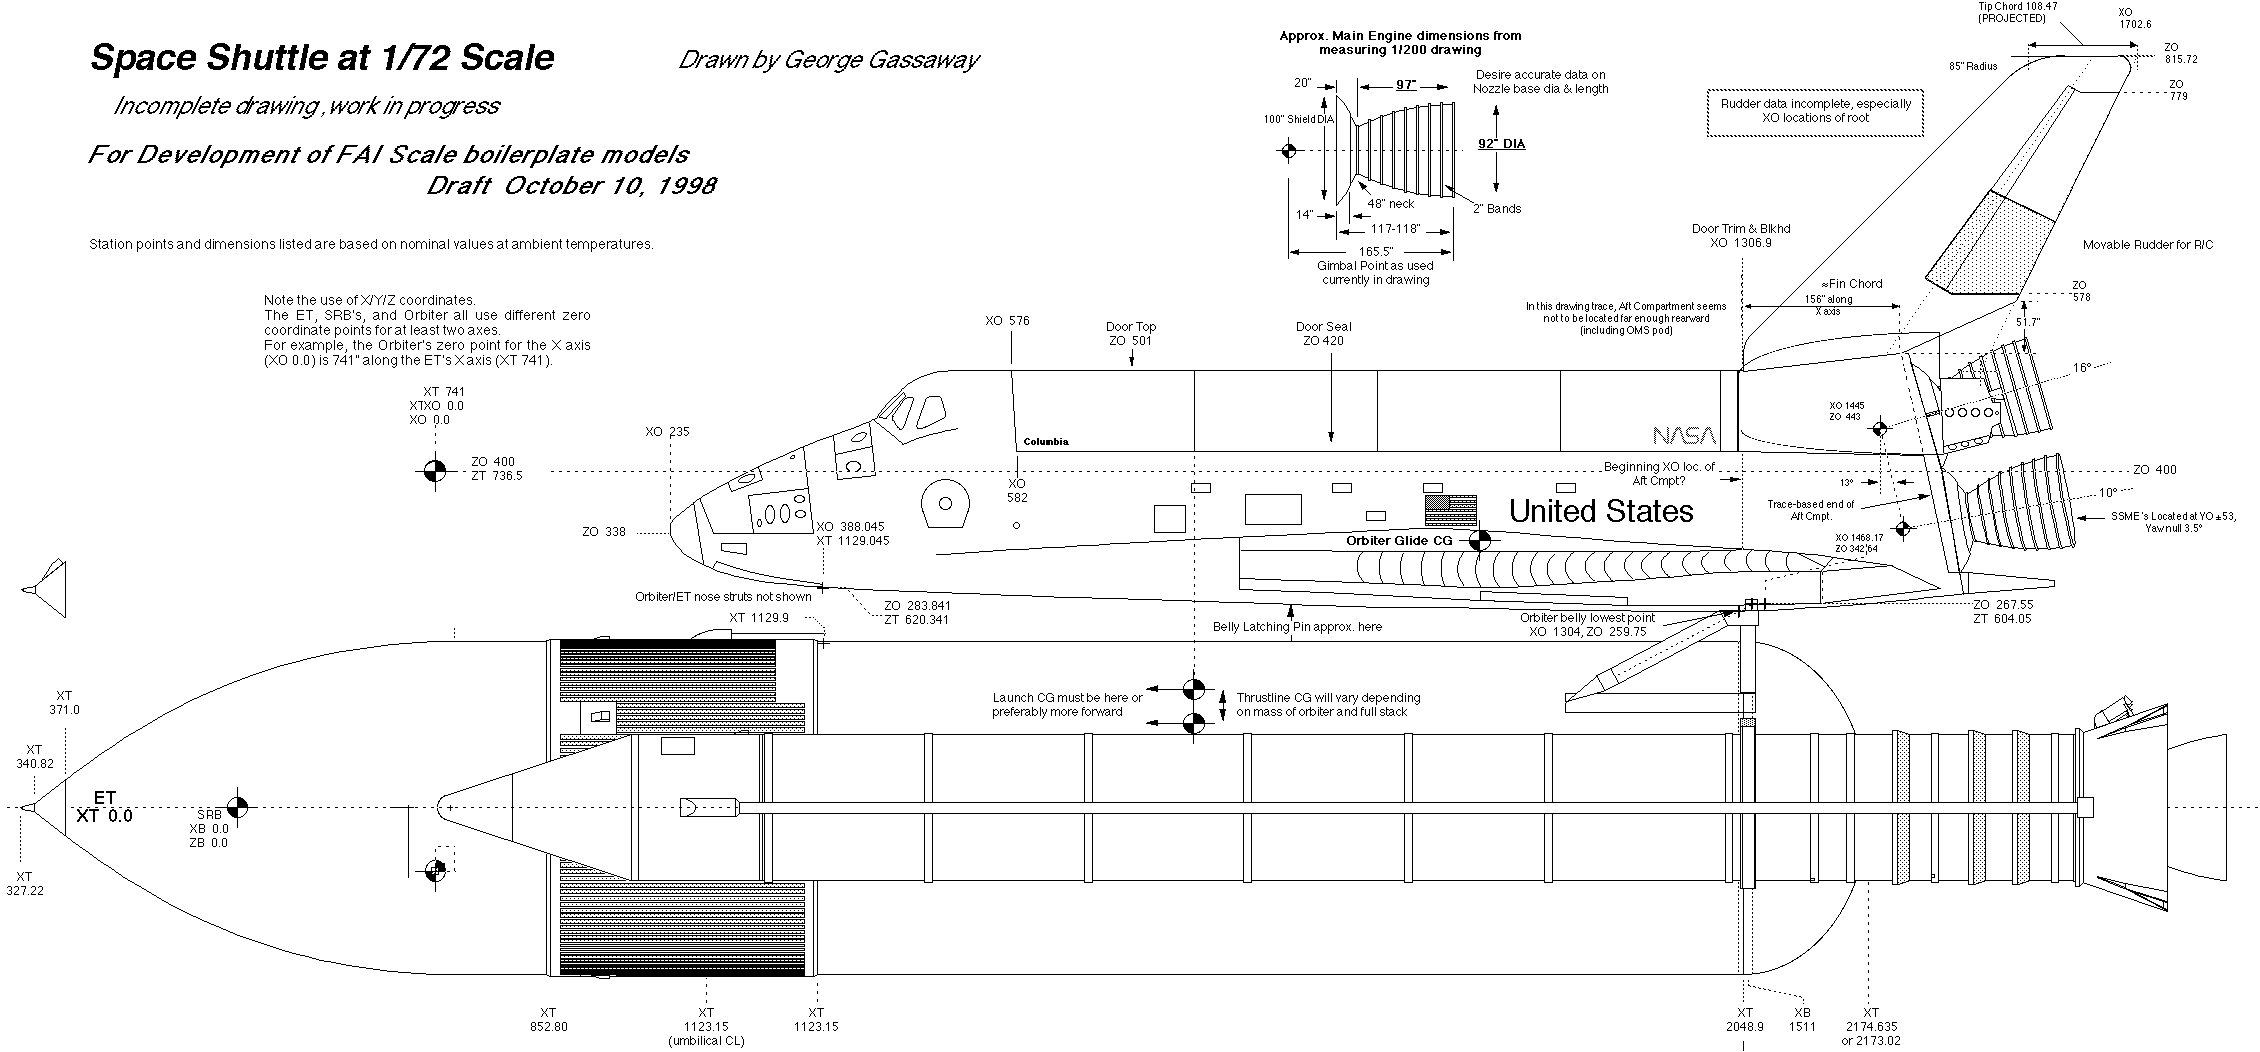 Space Shuttle at 1/72 Scale
Drawn by George Gassaway
Incomplete drawing, work in progress
For Development of FAI Scale boilerplate models
Draft October 10, 1998
Station points and dimensions listed are based on nominal values at ambient temperatures.
Note the use of X/Y/Z coordinates.
The ET, SRB's, and Orbiter all use different zero
coordinate points for at least two axes.
For example, the Orbiter's zero point for the X axis
(XO 0.0) is 741" along the ET's X axis (XT 741).
XT 741
XTXO 0.0
XO 0.0
ZO 400
ZT 736.5
Approx. Main Engine dimensions from
measuring 1/200 drawing
20"
97"
Desire accurate data on
Nozzle base dia & length
100" Shield DIA
92" DIA
48" neck
14"
2" Bands
117-118"
165.5"
Gimbal Point as used
currently in drawing
Tip Chord 108.47
(PROJECTED)
XO
1702.6
ZO
815.72
85" Radius
ZO
779
Rudder data incomplete, especially
XO locations of root
Door Trim & Blkhd
XO 1306.9
Movable Rudder for R/C
≈Fin Chord
156" along
X axis
ZO
578
51.7"
In this drawing trace, Aft Compartment seems
not to be located far enough rearward
(including OMS pod)
XO 576
Door Top
ZO 501
Door Seal
ZO 420
16°
XO 1445
ZO 443
XO 235
Columbia
NASA
Beginning XO loc. of
Aft Cmpt?
ZO 400
XO
582
13°
10°
Trace-based end of
Aft Cmpt.
United States
SSME's Located at YO ±53,
Yaw null 3.5°
ZO 338
XO 388.045
XT 1129.045
Orbiter Glide CG
XO 1468.17
ZO 342.64
Orbiter/ET nose struts not shown
ZO 283.841
ZT 620.341
XT 1129.9
Belly Latching Pin approx. here
Orbiter belly lowest point
XO 1304, ZO 259.75
ZO 267.55
ZT 604.05
XT
371.0
Launch CG must be here or
preferably more forward
Thrustline CG will vary depending
on mass of orbiter and full stack
XT
340.82
ET
XT 0.0
SRB
XB 0.0
ZB 0.0
XT
327.22
XT
852.80
XT
1123.15
(umbilical CL)
XT
1123.15
XT
2048.9
XB
1511
XT
2174.635
or 2173.02